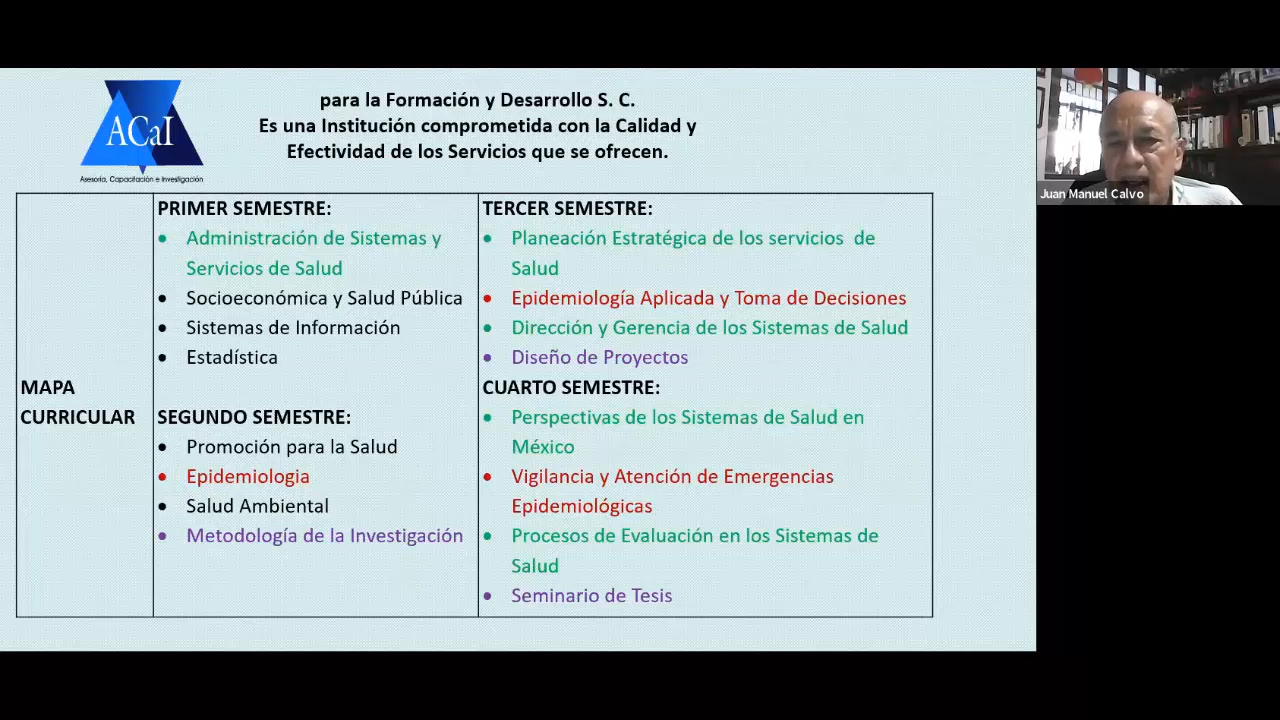 para la Formación y Desarrollo S. C.
Es una Institución comprometida con la Calidad y
Efectividad de los Servicios que se ofrecen.
ACaI
Asesoría, Capacitación e Investigación
Juan Manuel Calvo
MAPA
CURRICULAR
PRIMER SEMESTRE:
• Administración de Sistemas y
Servicios de Salud
• Socioeconómica y Salud Pública
• Sistemas de Información
• Estadística
SEGUNDO SEMESTRE:
• Promoción para la Salud
• Epidemiologia
• Salud Ambiental
• Metodología de la Investigación
TERCER SEMESTRE:
• Planeación Estratégica de los servicios de
Salud
• Epidemiología Aplicada y Toma de Decisiones
• Dirección y Gerencia de los Sistemas de Salud
• Diseño de Proyectos
CUARTO SEMESTRE:
• Perspectivas de los Sistemas de Salud en
México
• Vigilancia y Atención de Emergencias
Epidemiológicas
• Procesos de Evaluación en los Sistemas de
Salud
• Seminario de Tesis